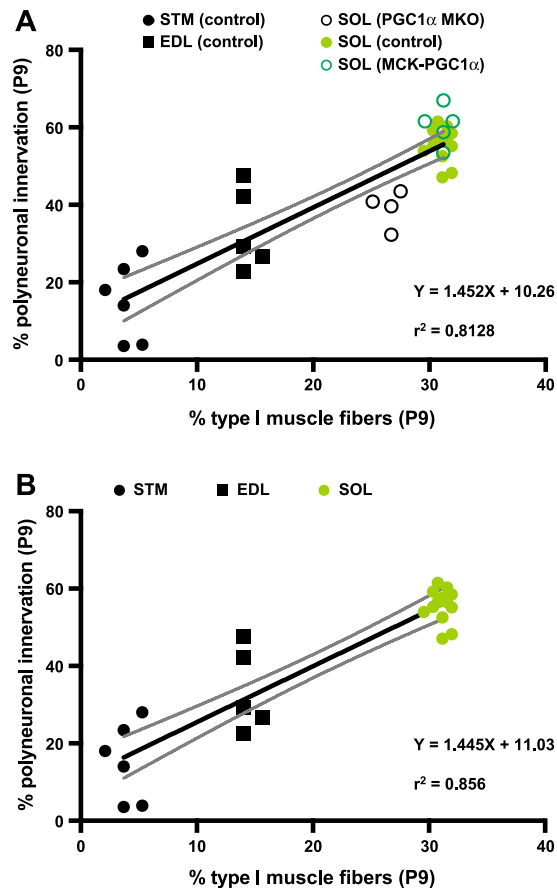 A
STM (control)
SOL (PGC1α MKO)
EDL (control)
SOL (control)
SOL (MCK-PGC1α)
% polyneuronal innervation (P9)
80
60
40
20
0
Y = 1.452X + 10.26
r² = 0.8128
0 10 20 30 40
% type I muscle fibers (P9)
B
STM EDL SOL
% polyneuronal innervation (P9)
80
60
40
20
0
Y = 1.445X + 11.03
r² = 0.856
0 10 20 30 40
% type I muscle fibers (P9)